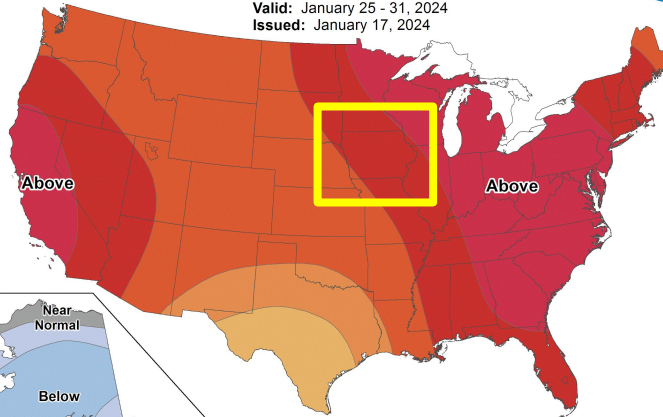 Valid: January 25 - 31, 2024
Issued: January 17, 2024
Above
Above
Near
Normal
Below